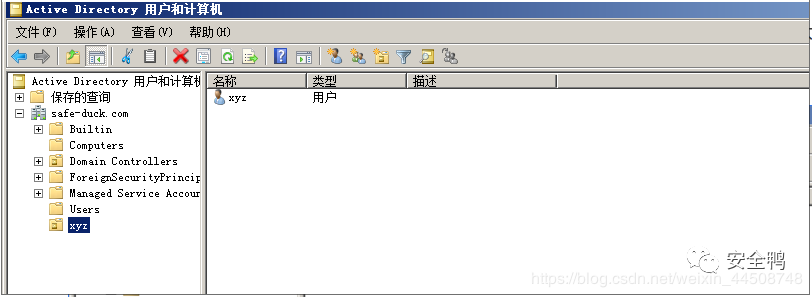 Active Directory 用户和计算机
文件(F) 操作(A) 查看(V) 帮助(H)
Active Directory 用户和计算机
保存的查询
safe-duck.com
Builtin
Computers
Domain Controllers
ForeignSecurityPrincip
Managed Service Accoun
Users
xyz
名称 类型 描述
xyz 用户
安全鸭
https://blog.csdn.net/weixin_44508748